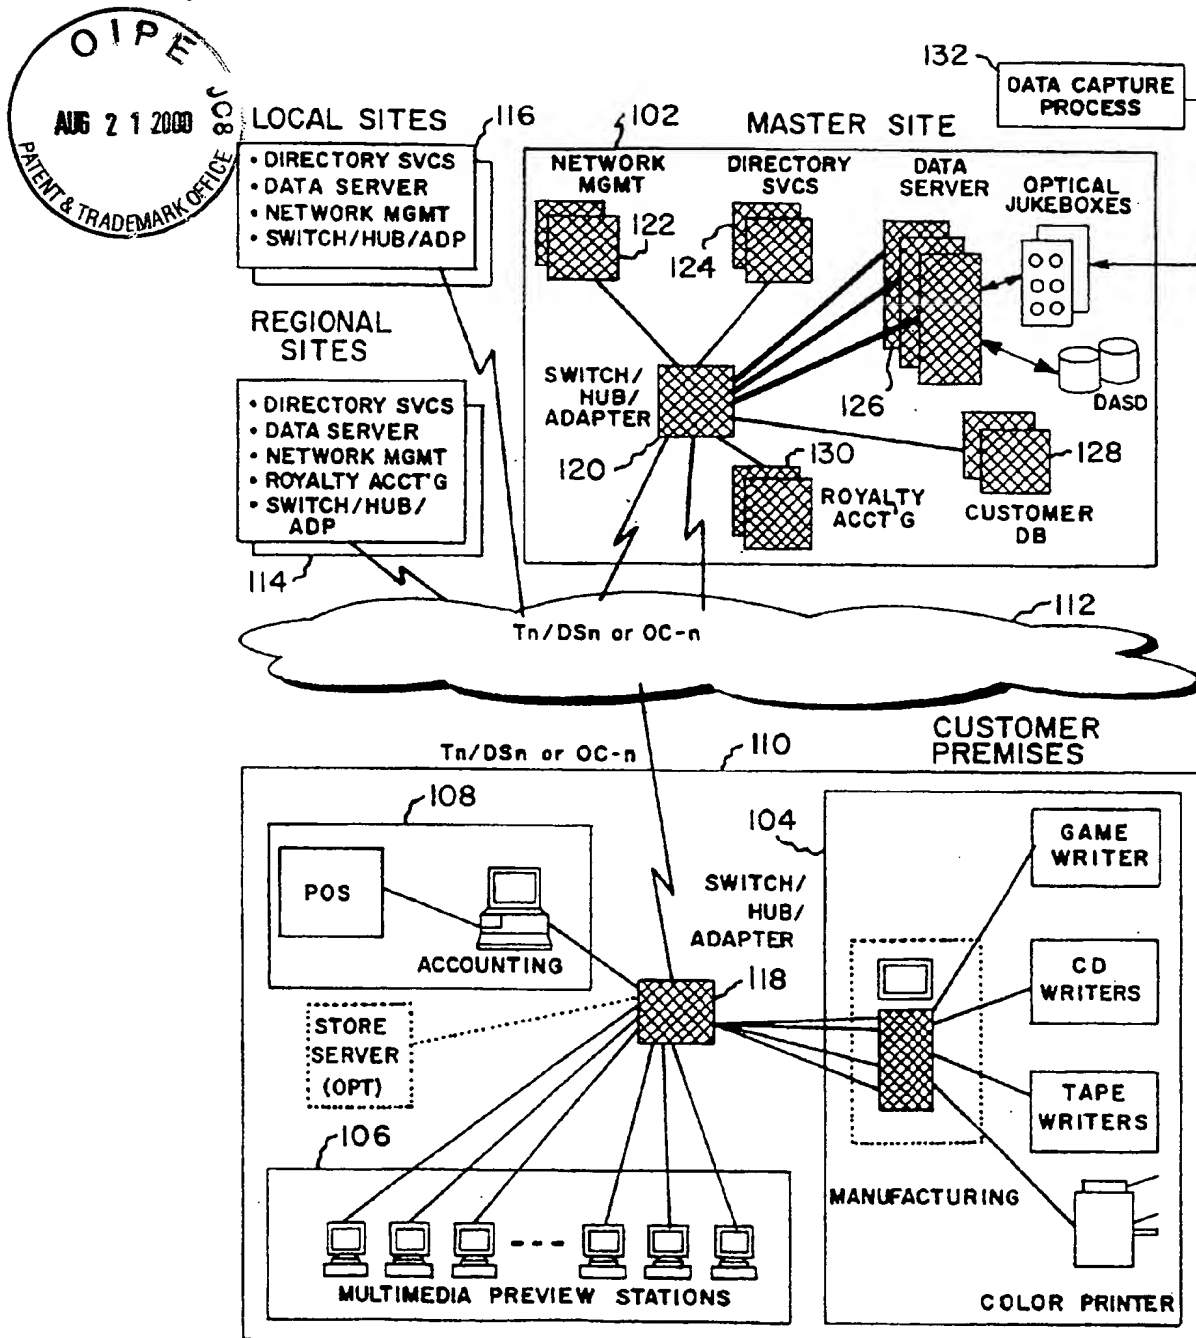 OIPE
JC8
AUG 21 2000
PATENT & TRADEMARK OFFICE
132
DATA CAPTURE
PROCESS
LOCAL SITES
116
• DIRECTORY SVCS
• DATA SERVER
• NETWORK MGMT
• SWITCH/HUB/ADP
102
MASTER SITE
NETWORK
MGMT
122
DIRECTORY
SVCS
124
DATA
SERVER
126
OPTICAL
JUKEBOXES
DASD
SWITCH/
HUB/
ADAPTER
120
130
ROYALTY
ACCT'G
128
CUSTOMER
DB
REGIONAL
SITES
• DIRECTORY SVCS
• DATA SERVER
• NETWORK MGMT
• ROYALTY ACCT'G
• SWITCH/HUB/
ADP
114
112
Tn/DSn or OC-n
Tn/DSn or OC-n
110
CUSTOMER
PREMISES
108
POS
ACCOUNTING
SWITCH/
HUB/
ADAPTER
118
STORE
SERVER
(OPT)
106
MULTIMEDIA PREVIEW STATIONS
104
GAME
WRITER
CD
WRITERS
TAPE
WRITERS
MANUFACTURING
COLOR PRINTER